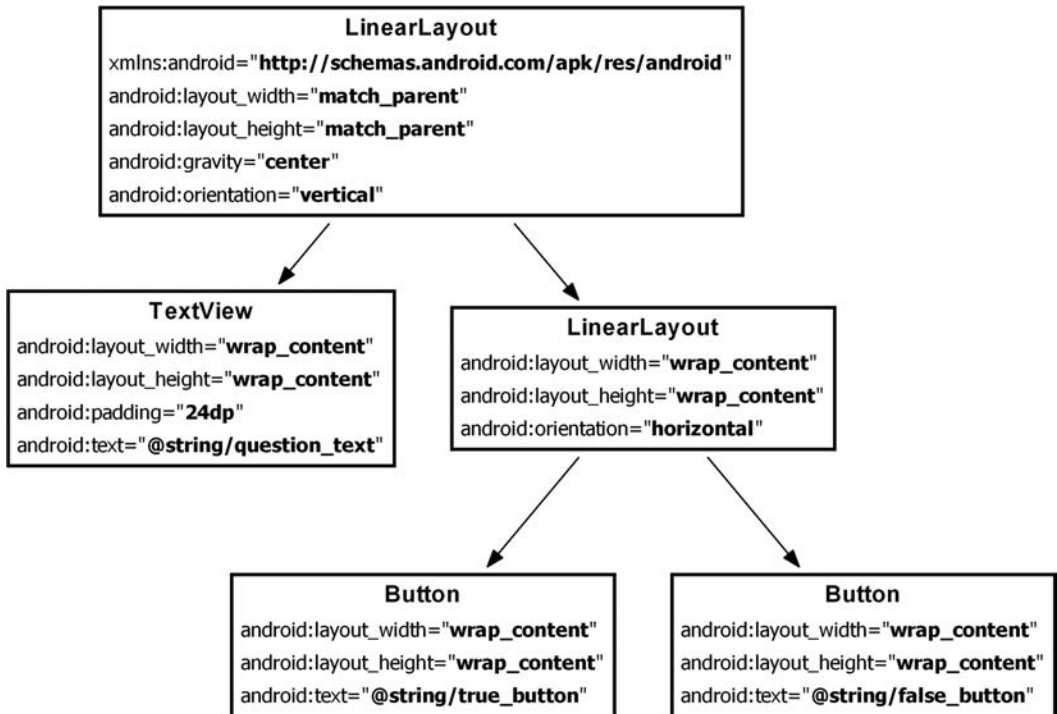 LinearLayout
xmlns:android="http://schemas.android.com/apk/res/android"
android:layout_width="match_parent"
android:layout_height="match_parent"
android:gravity="center"
android:orientation="vertical"
TextView
android:layout_width="wrap_content"
android:layout_height="wrap_content"
android:padding="24dp"
android:text="@string/question_text"
LinearLayout
android:layout_width="wrap_content"
android:layout_height="wrap_content"
android:orientation="horizontal"
Button
android:layout_width="wrap_content"
android:layout_height="wrap_content"
android:text="@string/true_button"
Button
android:layout_width="wrap_content"
android:layout_height="wrap_content"
android:text="@string/false_button"